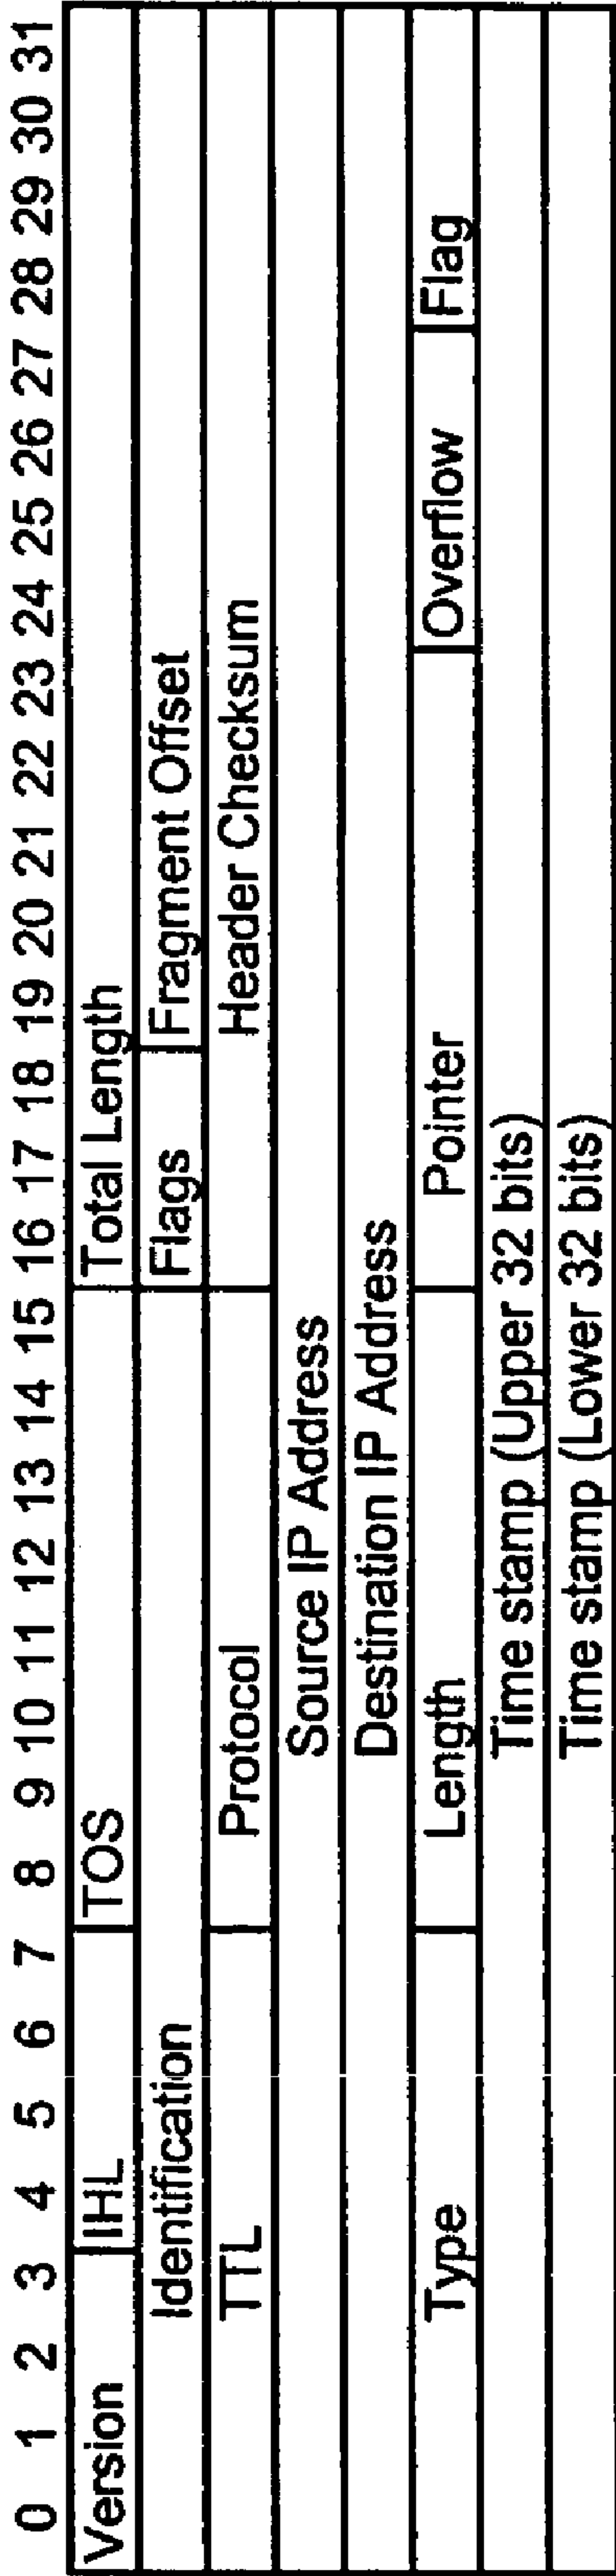 0 1 2 3 4 5 6 7 8 9 10 11 12 13 14 15 16 17 18 19 20 21 22 23 24 25 26 27 28 29 30 31
Version IHL TOS Total Length
Identification Flags Fragment Offset
TTL Protocol Header Checksum
Source IP Address
Destination IP Address
Type Length Pointer Overflow Flag
Time stamp (Upper 32 bits)
Time stamp (Lower 32 bits)